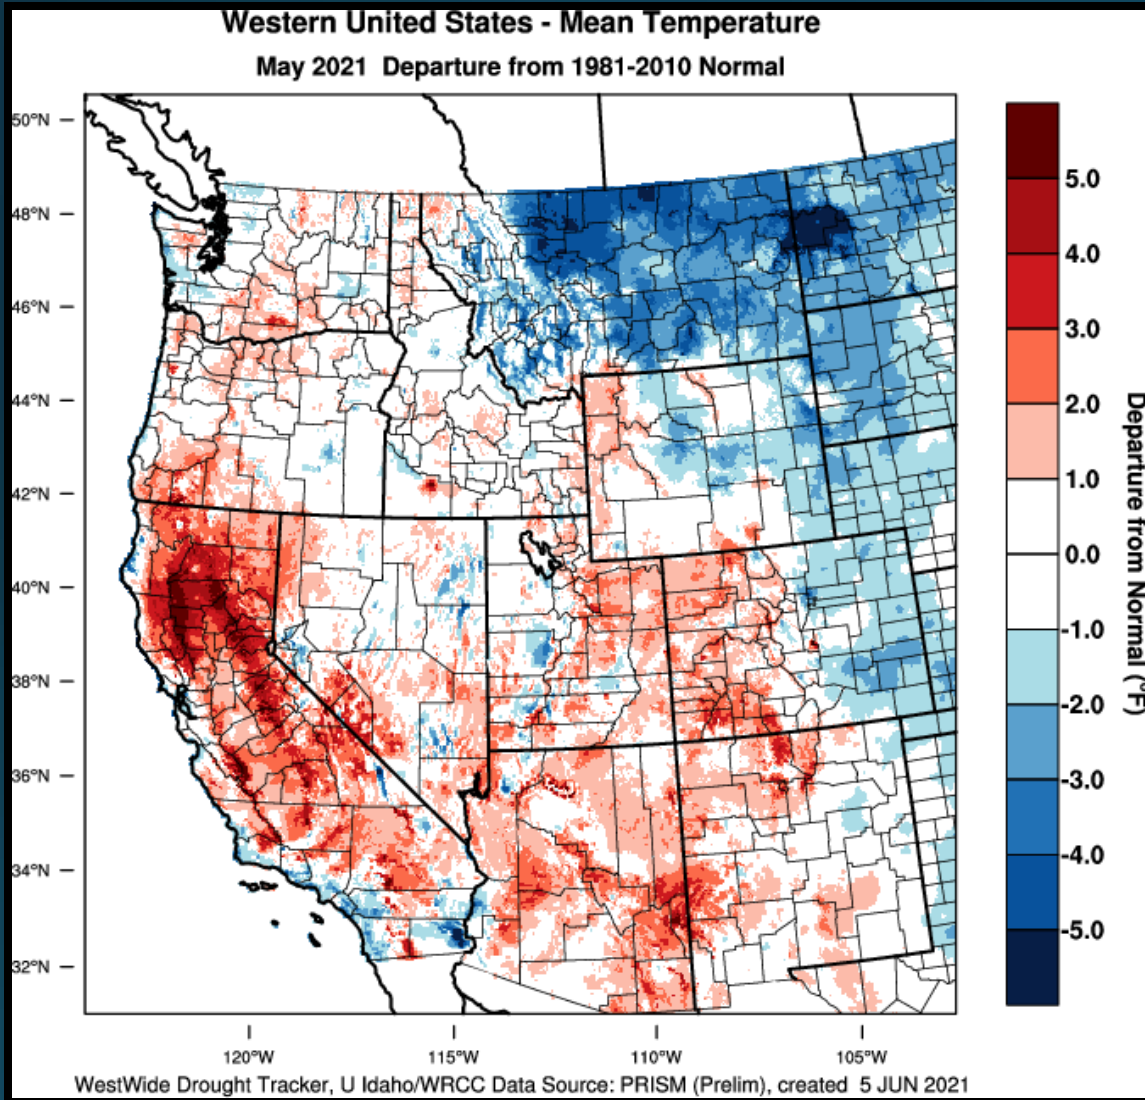 Western United States - Mean Temperature
May 2021 Departure from 1981-2010 Normal
50°N
48°N
46°N
44°N
42°N
40°N
38°N
36°N
34°N
32°N
120°W
115°W
110°W
105°W
5.0
4.0
3.0
2.0
1.0
0.0
-1.0
-2.0
-3.0
-4.0
-5.0
Departure from Normal (°F)
WestWide Drought Tracker, U Idaho/WRCC Data Source: PRISM (Prelim), created 5 JUN 2021